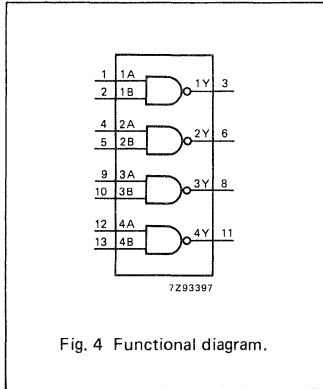 1 1A
2 1B
1Y 3
4 2A
5 2B
2Y 6
9 3A
10 3B
3Y 8
12 4A
13 4B
4Y 11
7Z93397
Fig. 4 Functional diagram.